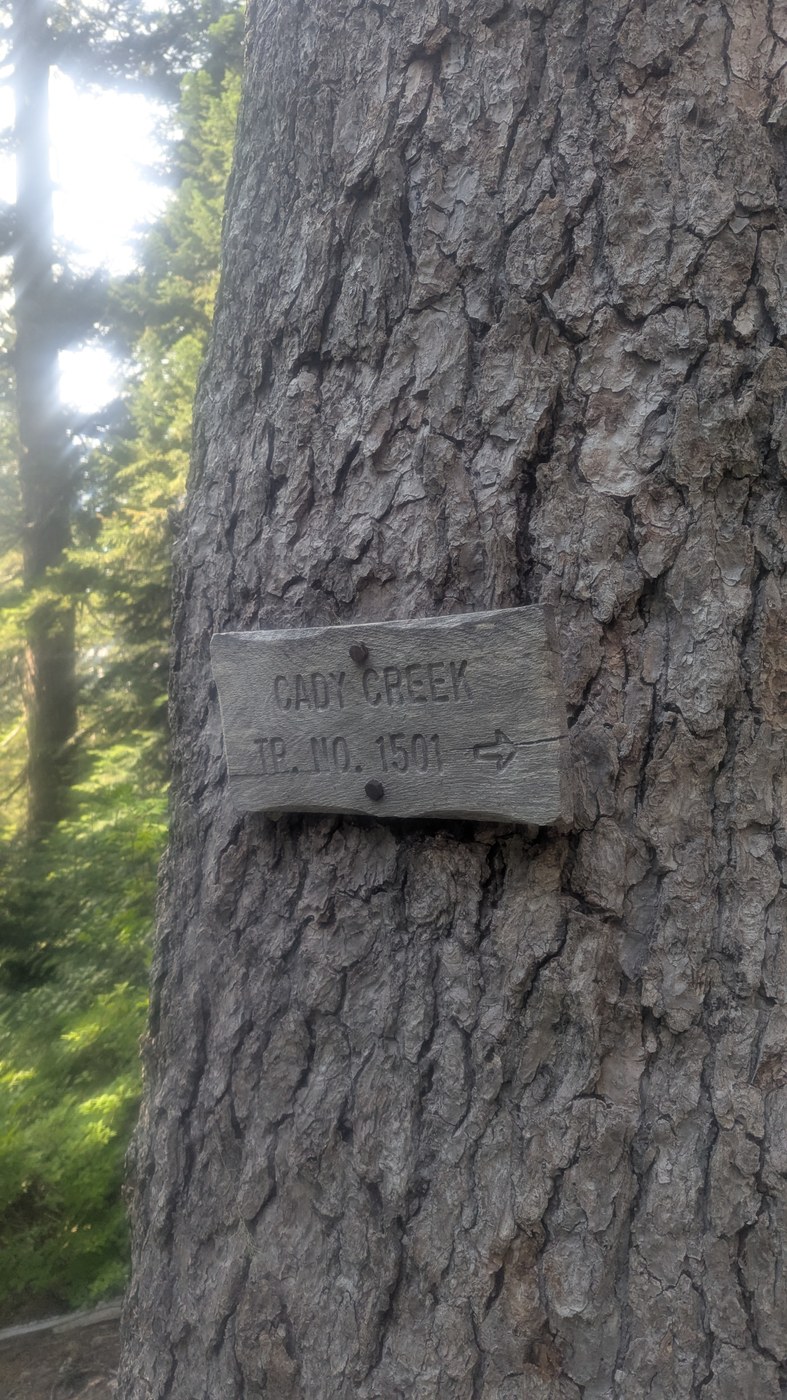 CADY CREEK
TR. NO. 1501 →